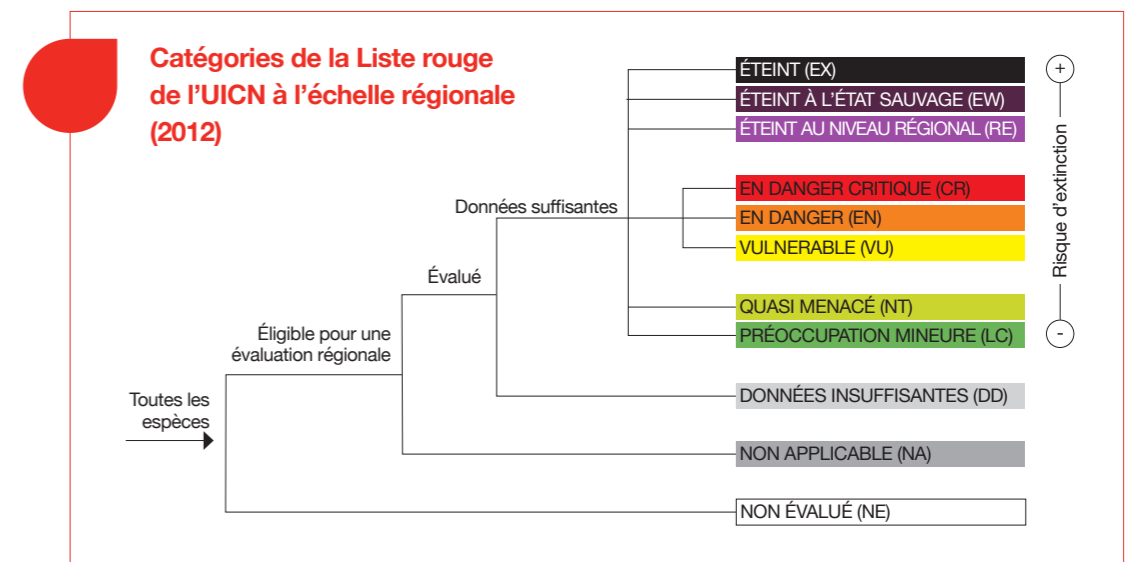 Catégories de la Liste rouge
de l’UICN à l’échelle régionale
(2012)
ÉTEINT (EX)
ÉTEINT À L’ÉTAT SAUVAGE (EW)
ÉTEINT AU NIVEAU RÉGIONAL (RE)
EN DANGER CRITIQUE (CR)
EN DANGER (EN)
VULNERABLE (VU)
QUASI MENACÉ (NT)
PRÉOCCUPATION MINEURE (LC)
DONNÉES INSUFFISANTES (DD)
NON APPLICABLE (NA)
NON ÉVALUÉ (NE)
Données suffisantes
Évalué
Éligible pour une
évaluation régionale
Toutes les
espèces
+
Risque d’extinction
-